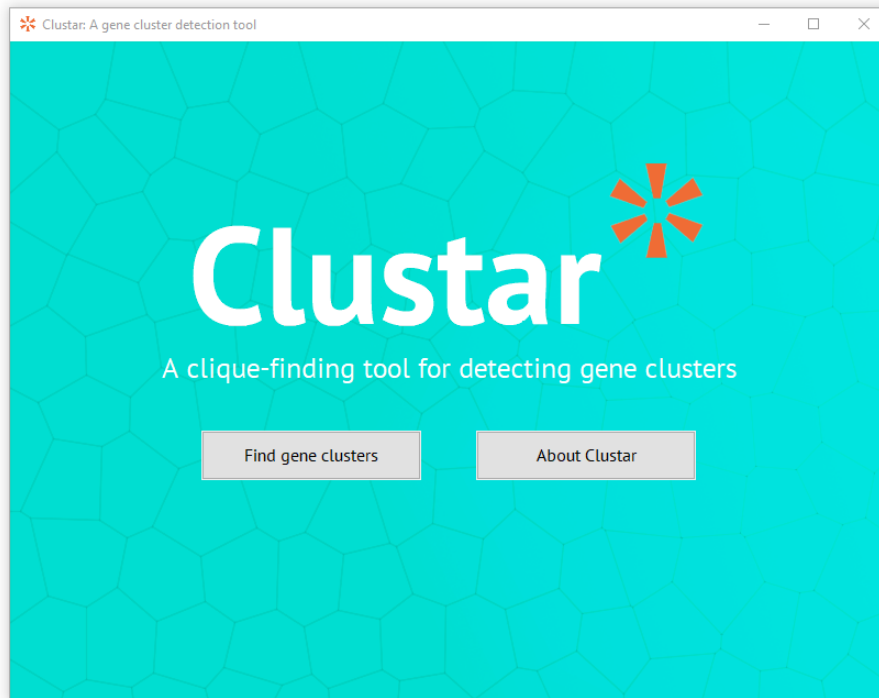 Clustar: A gene cluster detection tool
Clustar
A clique-finding tool for detecting gene clusters
Find gene clusters
About Clustar